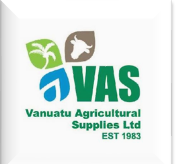 VAS
Vanuatu Agricultural
Supplies Ltd
EST 1983